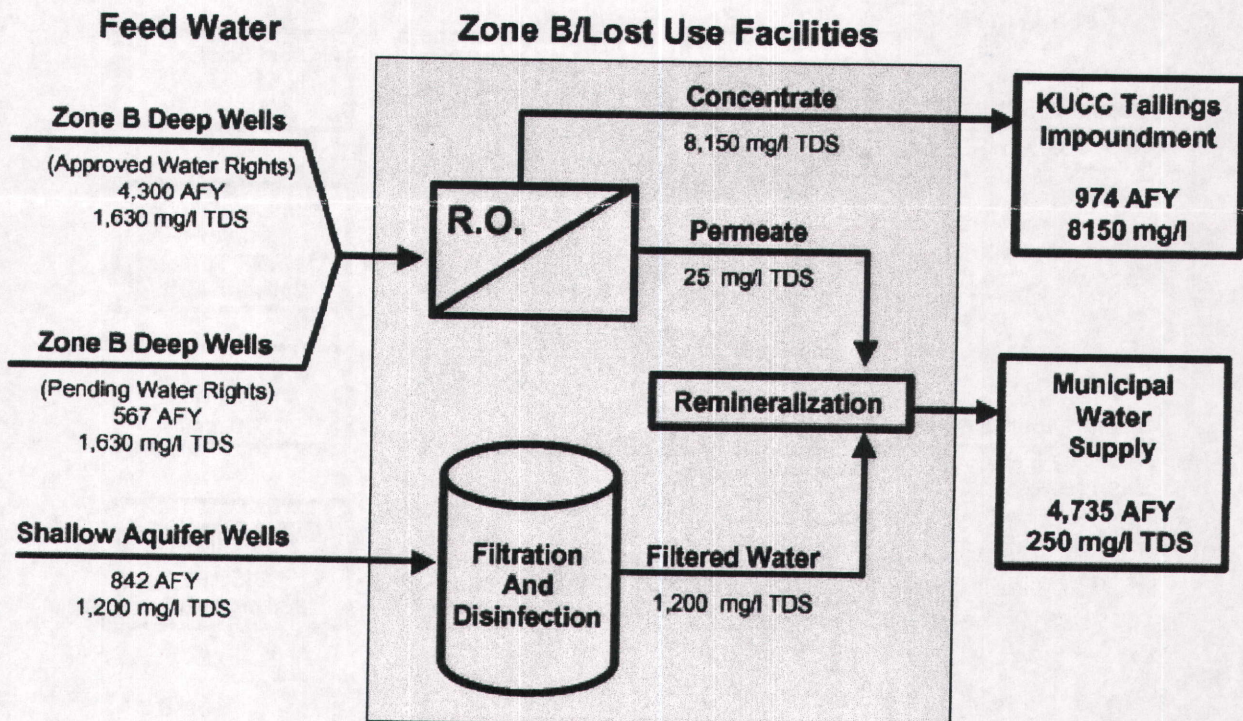 Feed Water
Zone B/Lost Use Facilities
Zone B Deep Wells
(Approved Water Rights)
4,300 AFY
1,630 mg/l TDS
Zone B Deep Wells
(Pending Water Rights)
567 AFY
1,630 mg/l TDS
Shallow Aquifer Wells
842 AFY
1,200 mg/l TDS
Concentrate
8,150 mg/l TDS
R.O.
Permeate
25 mg/l TDS
Remineralization
Filtration
And
Disinfection
Filtered Water
1,200 mg/l TDS
KUCC Tailings
Impoundment
974 AFY
8150 mg/l
Municipal
Water
Supply
4,735 AFY
250 mg/l TDS